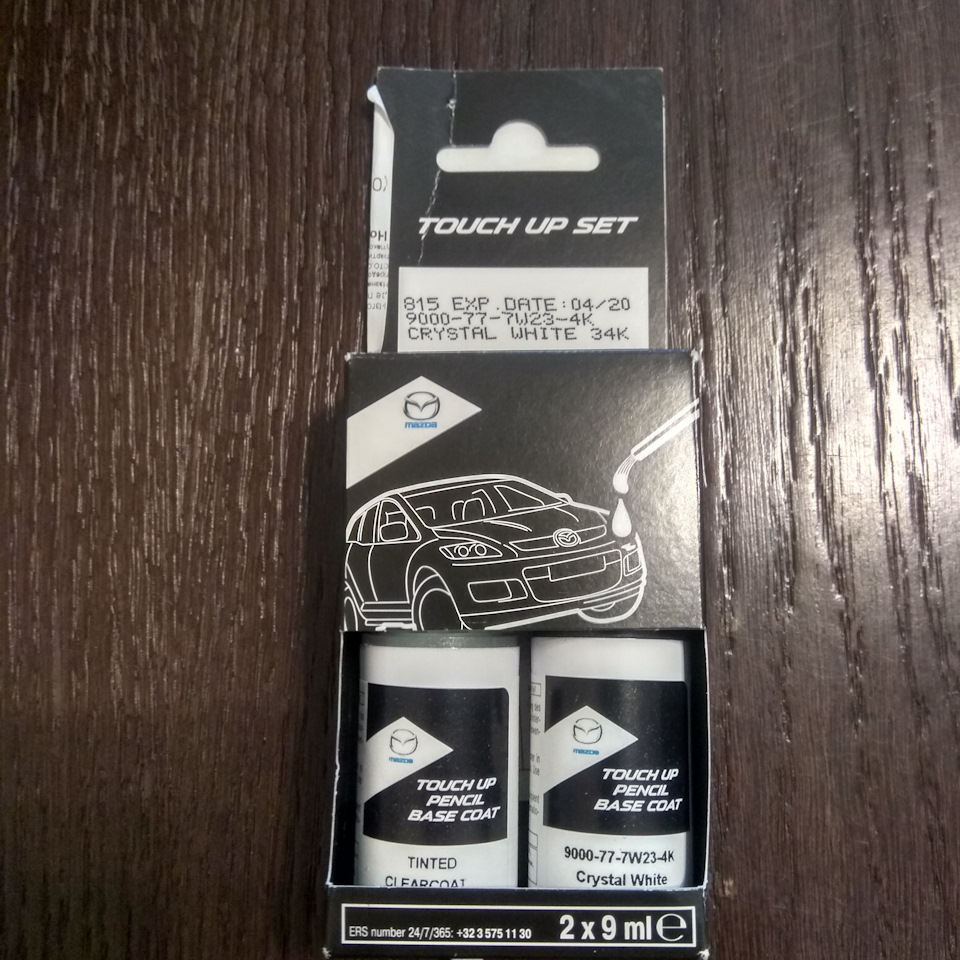 TOUCH UP SET
815 EXP.DATE:04/20
9000-77-7W23-4K
CRYSTAL WHITE 34K
mazda
mazda
TOUCH UP
PENCIL
BASE COAT
TINTED
CLEARCOAT
mazda
TOUCH UP
PENCIL
BASE COAT
9000-77-7W23-4K
Crystal White
ERS number 24/7/365: +32 3 575 11 30
2 x 9 ml ℮